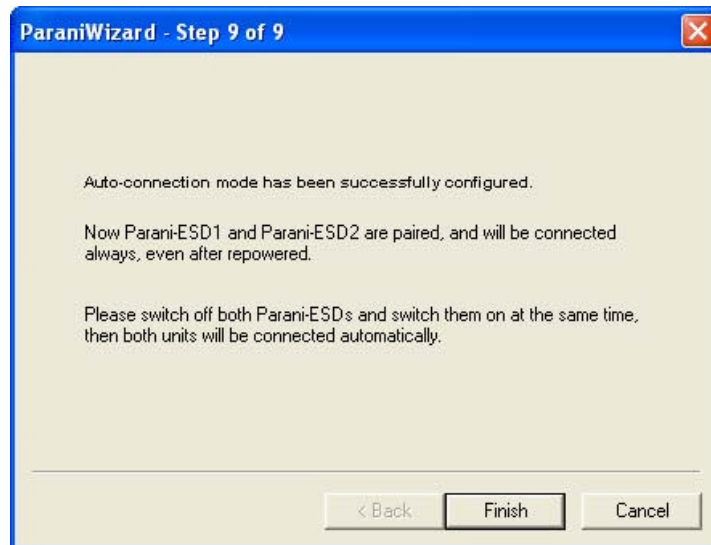 ParaniWizard - Step 9 of 9
Auto-connection mode has been successfully configured.
Now Parani-ESD1 and Parani-ESD2 are paired, and will be connected
always, even after repowered.
Please switch off both Parani-ESDs and switch them on at the same time,
then both units will be connected automatically.
< Back
Finish
Cancel